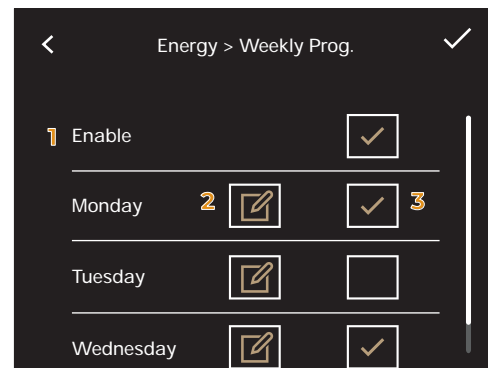 Energy > Weekly Prog.
1 Enable
Monday 2 3
Tuesday
Wednesday